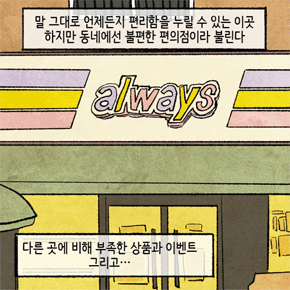 말 그대로 언제든지 편리함을 누릴 수 있는 이곳
하지만 동네에선 불편한 편의점이라 불린다
always
다른 곳에 비해 부족한 상품과 이벤트
그리고…